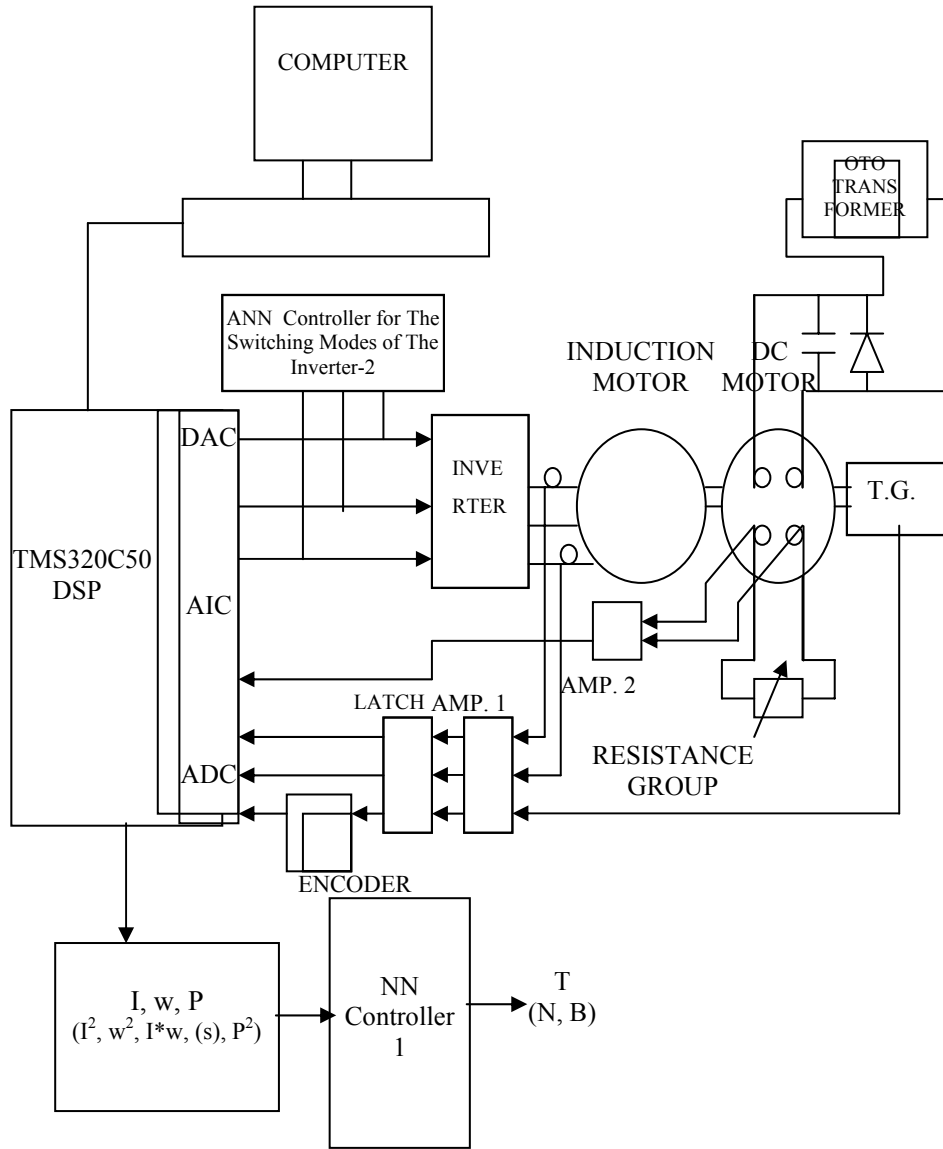 COMPUTER
OTO
TRANS
FORMER
ANN Controller for The
Switching Modes of The
Inverter-2
INDUCTION
MOTOR
DC
MOTOR
DAC
INVE
RTER
T.G.
TMS320C50
DSP
AIC
AMP. 2
LATCH
AMP. 1
RESISTANCE
GROUP
ADC
ENCODER
I, w, P
(I², w², I*w, (s), P²)
NN
Controller
1
T
(N, B)